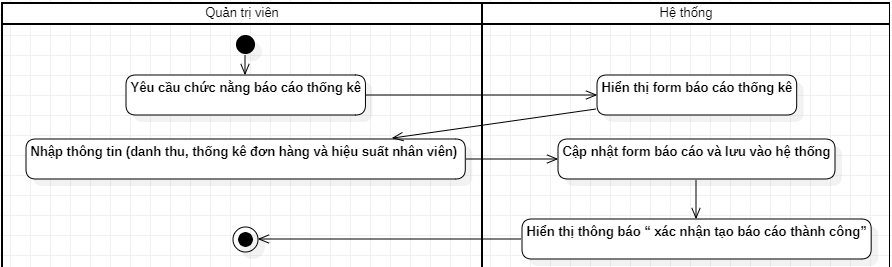 Quản trị viên
Hệ thống
Yêu cầu chức nằng báo cáo thống kê
Hiển thị form báo cáo thống kê
Nhập thông tin (danh thu, thống kê đơn hàng và hiệu suất nhân viên)
Cập nhật form báo cáo và lưu vào hệ thống
Hiển thị thông báo “ xác nhận tạo báo cáo thành công”